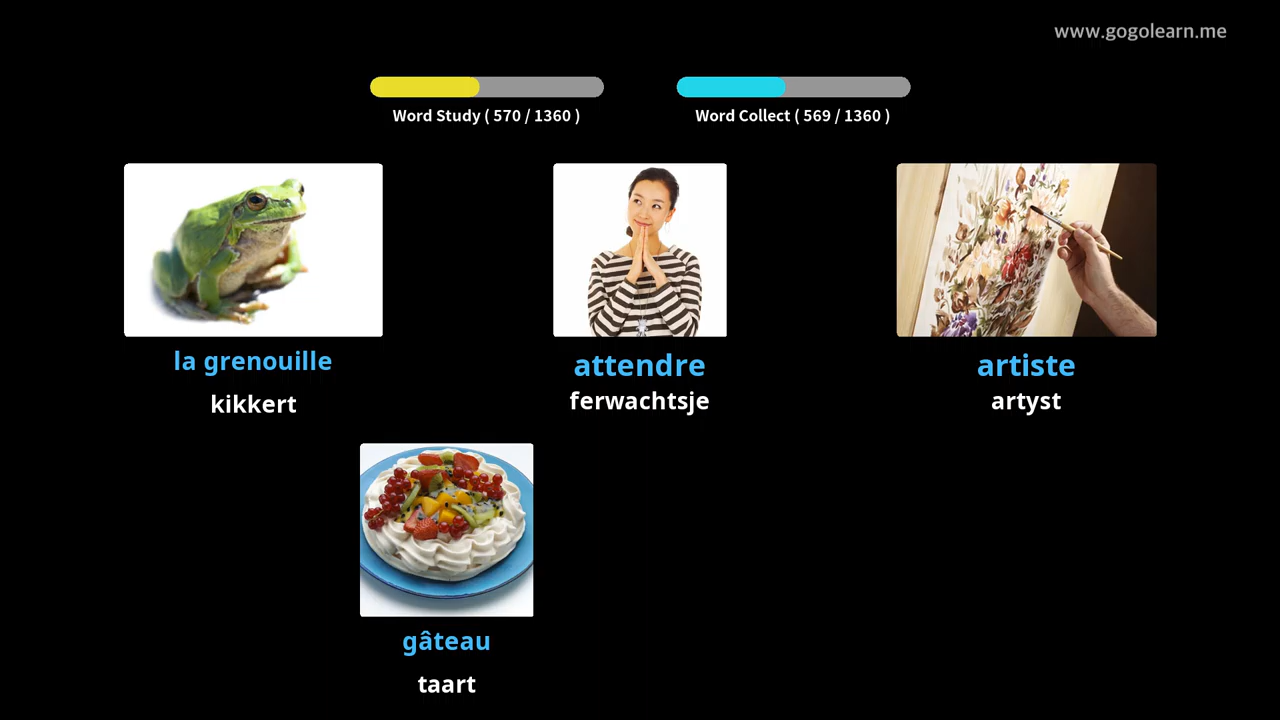 www.gogolearn.me
Word Study ( 570 / 1360 )
Word Collect ( 569 / 1360 )
la grenouille
kikkert
attendre
ferwachtsje
artiste
artyst
gâteau
taart